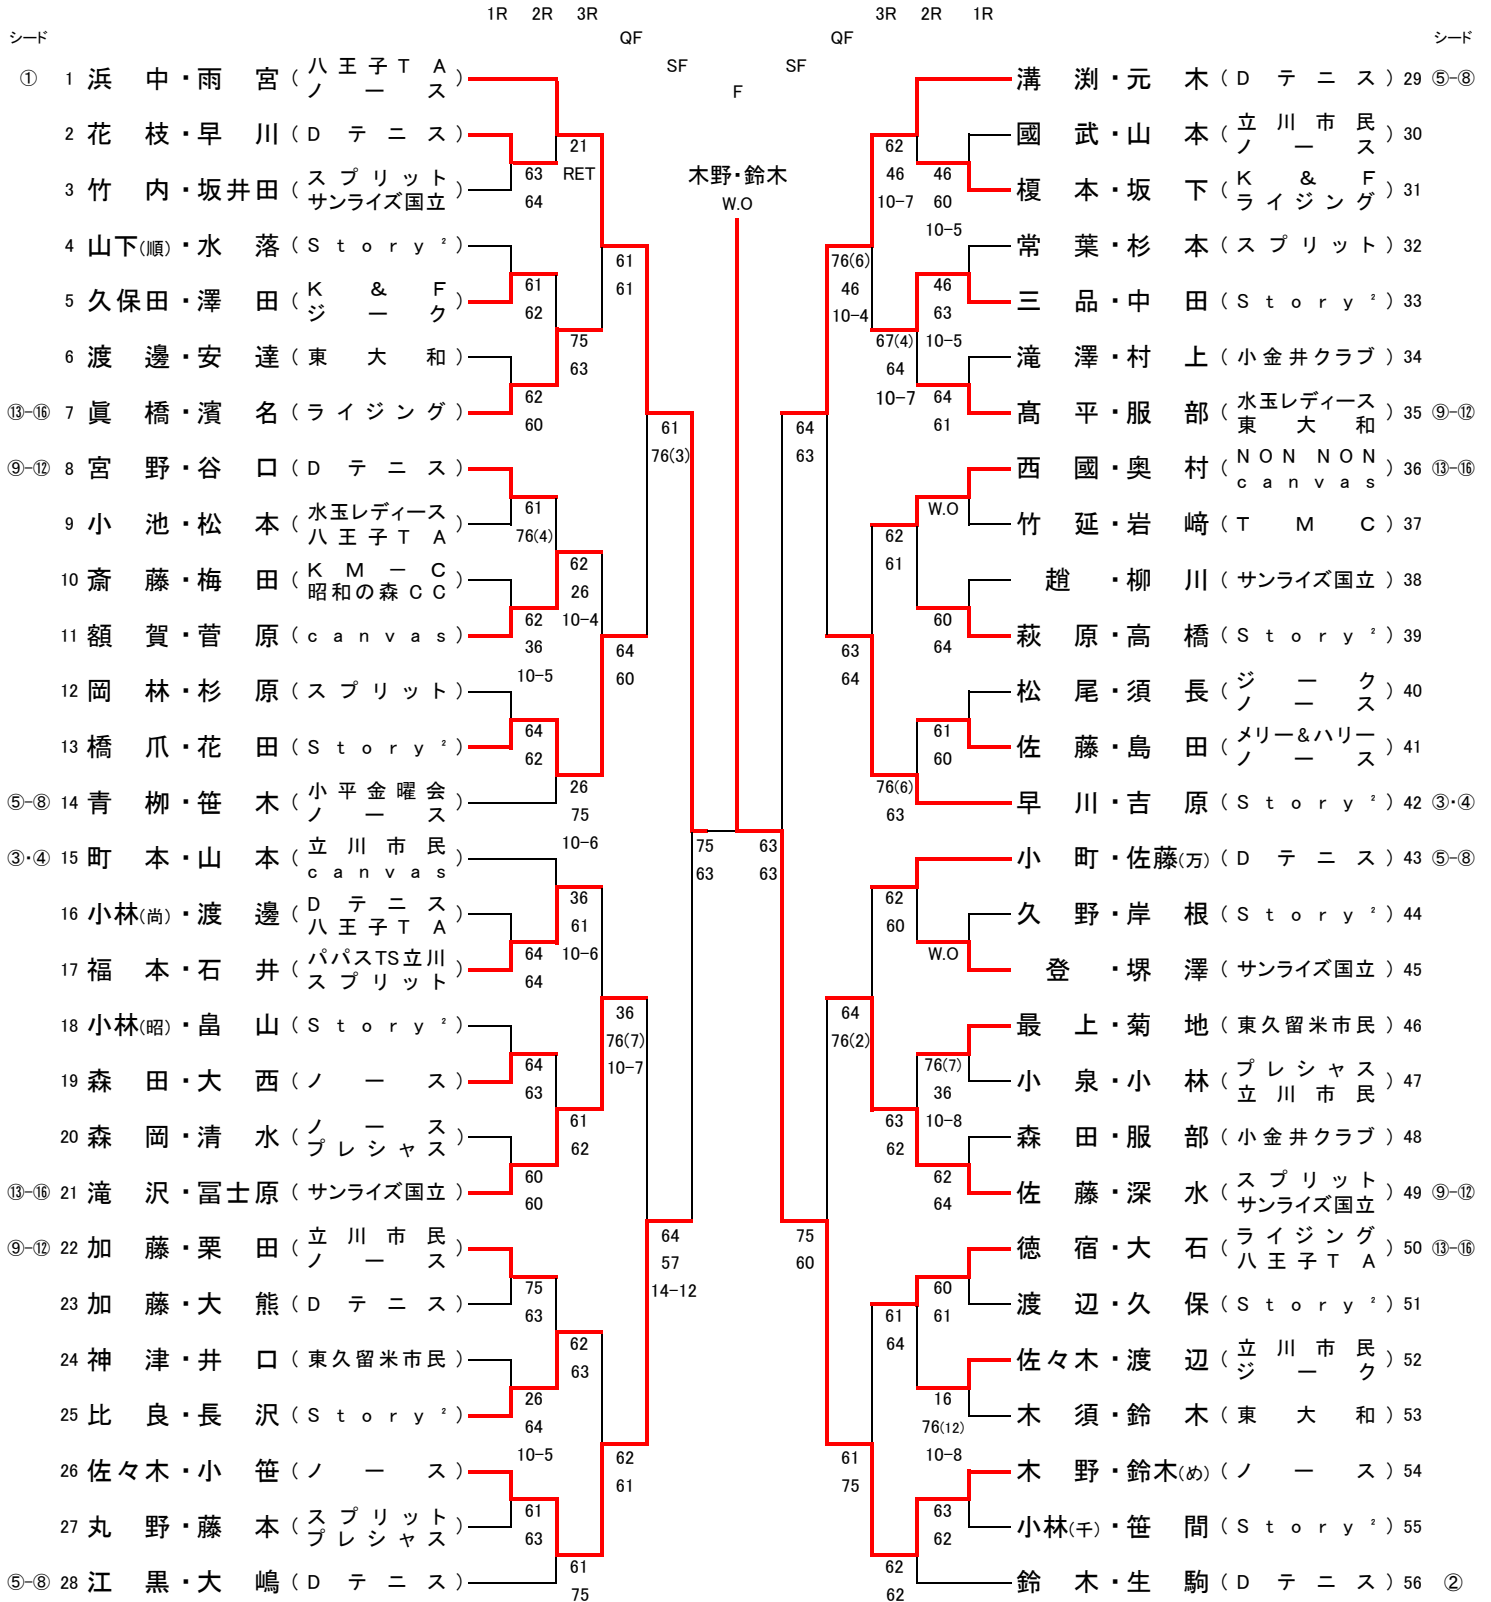 1R 2R 3R
QF
SF
F
SF
QF
3R 2R 1R
シード
シード
① 1 浜中・雨宮 (八王子TA ノース)
2 花枝・早川 (Dテニス)
3 竹内・坂井田 (スプリット サンライズ国立)
4 山下(順)・水落 (Story²)
5 久保田・澤田 (K&F ジーク)
6 渡邊・安達 (東大和)
⑬-⑯ 7 眞橋・濱名 (ライジング)
⑨-⑫ 8 宮野・谷口 (Dテニス)
9 小池・松本 (水玉レディース 八王子TA)
10 斎藤・梅田 (KMーC 昭和の森CC)
11 額賀・菅原 (canvas)
12 岡林・杉原 (スプリット)
13 橋爪・花田 (Story²)
⑤-⑧ 14 青柳・笹木 (小平金曜会 ノース)
③・④ 15 町本・山本 (立川市民 canvas)
16 小林(尚)・渡邊 (Dテニス 八王子TA)
17 福本・石井 (パパスTS立川 スプリット)
18 小林(昭)・畠山 (Story²)
19 森田・大西 (ノース)
20 森岡・清水 (ノース プレシャス)
⑬-⑯ 21 滝沢・冨士原 (サンライズ国立)
⑨-⑫ 22 加藤・栗田 (立川市民 ノース)
23 加藤・大熊 (Dテニス)
24 神津・井口 (東久留米市民)
25 比良・長沢 (Story²)
26 佐々木・小笹 (ノース)
27 丸野・藤本 (スプリット プレシャス)
⑤-⑧ 28 江黒・大嶋 (Dテニス)
63
64
61
62
62
60
61
76(4)
62
36
10-5
64
62
64
64
64
63
60
60
75
63
26
64
10-5
61
63
21
RET
75
63
62
26
10-4
26
75
10-6
36
61
10-6
61
62
62
63
61
75
61
61
64
60
36
76(7)
10-7
62
61
61
76(3)
64
57
14-12
75
63
木野・鈴木
W.O
63
63
64
63
75
60
76(6)
46
10-4
63
64
64
76(2)
61
75
62
46
10-7
67(4)
64
10-7
62
61
76(6)
63
62
60
63
62
61
64
62
62
46
60
10-5
46
63
10-5
64
61
W.O
60
64
61
60
W.O
76(7)
36
10-8
62
64
60
61
16
76(12)
10-8
63
62
溝渕・元木 (Dテニス) 29 ⑤-⑧
國武・山本 (立川市民 ノース) 30
榎本・坂下 (K&F ライジング) 31
常葉・杉本 (スプリット) 32
三品・中田 (Story²) 33
滝澤・村上 (小金井クラブ) 34
髙平・服部 (水玉レディース 東大和) 35 ⑨-⑫
西國・奥村 (NON NON canvas) 36 ⑬-⑯
竹延・岩﨑 (TMC) 37
趙・柳川 (サンライズ国立) 38
萩原・高橋 (Story²) 39
松尾・須長 (ジーク ノース) 40
佐藤・島田 (メリー&ハリー ノース) 41
早川・吉原 (Story²) 42 ③・④
小町・佐藤(万) (Dテニス) 43 ⑤-⑧
久野・岸根 (Story²) 44
登・堺澤 (サンライズ国立) 45
最上・菊地 (東久留米市民) 46
小泉・小林 (プレシャス 立川市民) 47
森田・服部 (小金井クラブ) 48
佐藤・深水 (スプリット サンライズ国立) 49 ⑨-⑫
徳宿・大石 (ライジング 八王子TA) 50 ⑬-⑯
渡辺・久保 (Story²) 51
佐々木・渡辺 (立川市民 ジーク) 52
木須・鈴木 (東大和) 53
木野・鈴木(め) (ノース) 54
小林(千)・笹間 (Story²) 55
鈴木・生駒 (Dテニス) 56 ②